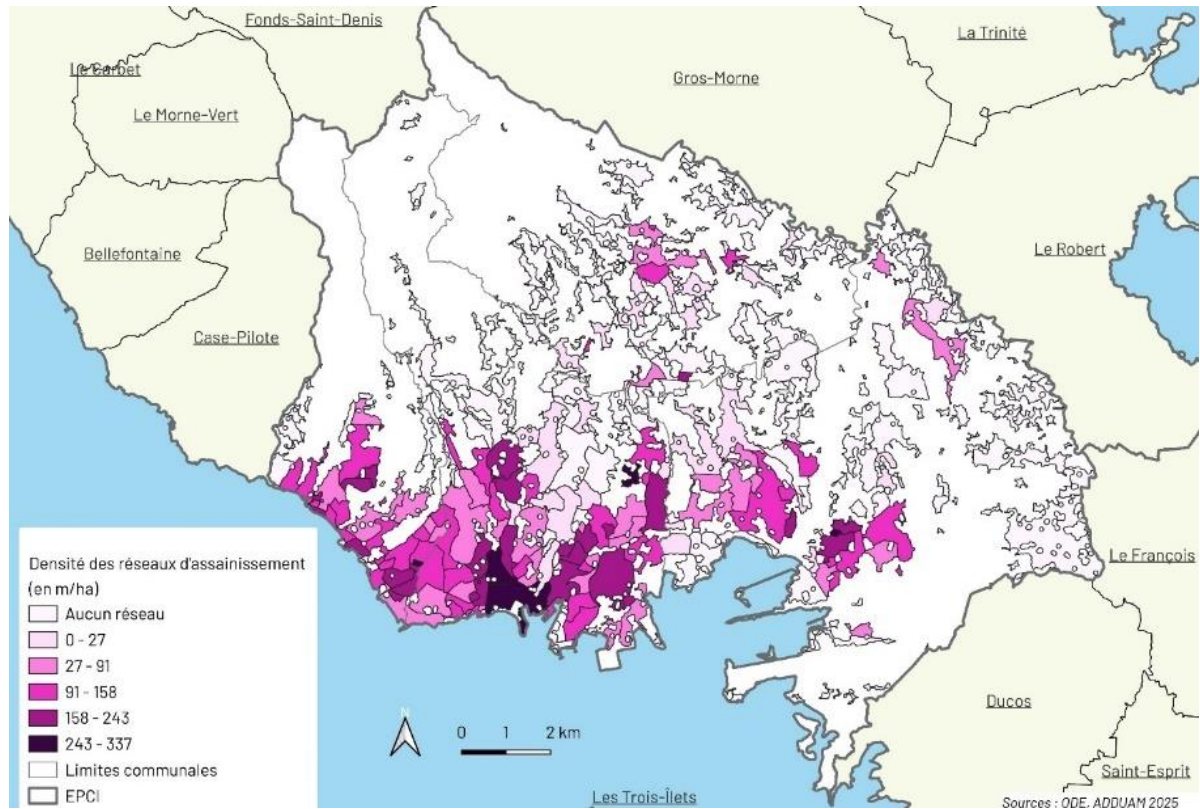 Fonds-Saint-Denis
La Trinité
Le Carbet
Gros-Morne
Le Morne-Vert
Bellefontaine
Le Robert
Case-Pilote
Densité des réseaux d'assainissement
(en m/ha)
Aucun réseau
0 - 27
27 - 91
91 - 158
158 - 243
243 - 337
Limites communales
EPCI
Le François
Ducos
N
0 1 2 km
Saint-Esprit
Les Trois-Îlets
Sources : ODE, ADDUAM 2025